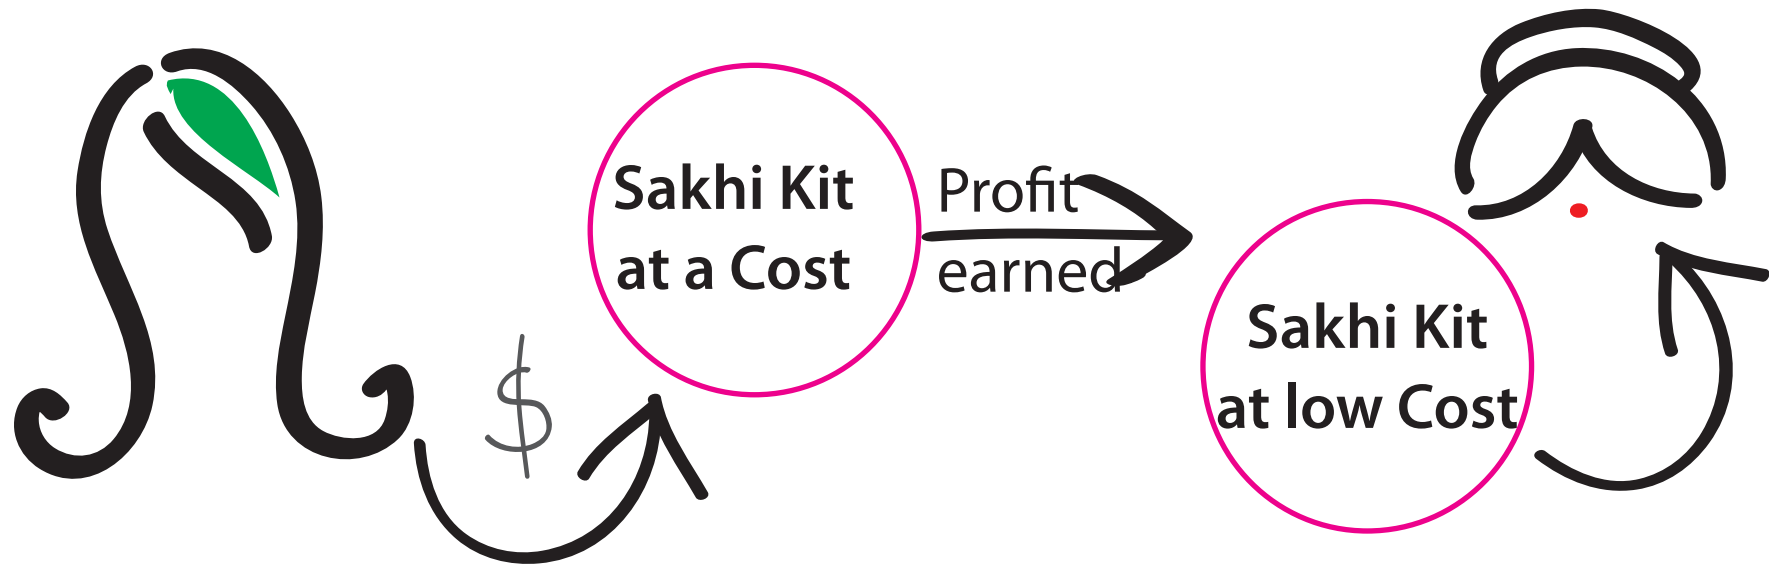 Sakhi Kit
at a Cost
Profit
earned
$
Sakhi Kit
at low Cost